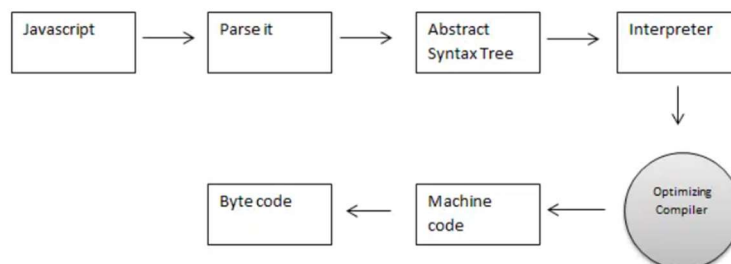 Javascript
Parse it
Abstract
Syntax Tree
Interpreter
Optimizing
Compiler
Machine
code
Byte code